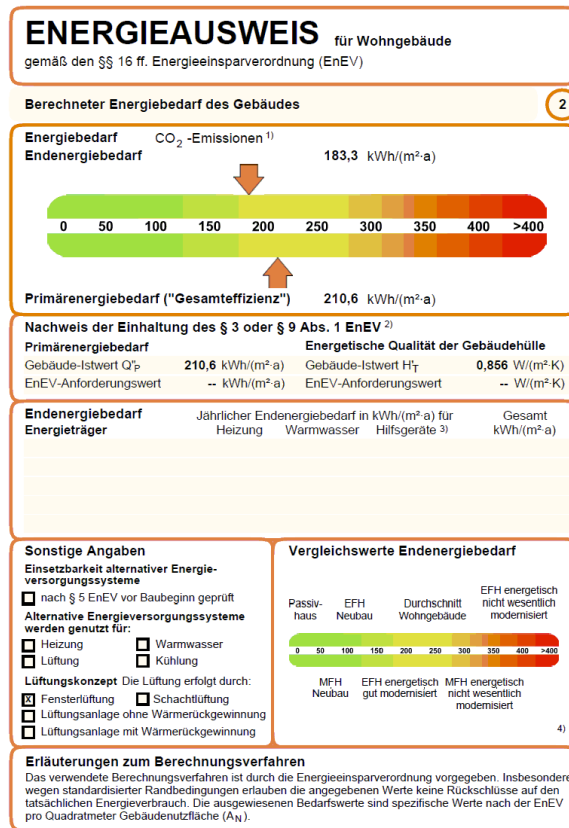 ENERGIEAUSWEIS für Wohngebäude
gemäß den §§ 16 ff. Energieeinsparverordnung (EnEV)
Berechneter Energiebedarf des Gebäudes 2
Energiebedarf CO2 -Emissionen 1)
Endenergiebedarf 183,3 kWh/(m²·a)
0 50 100 150 200 250 300 350 400 >400
Primärenergiebedarf ("Gesamteffizienz") 210,6 kWh/(m²·a)
Nachweis der Einhaltung des § 3 oder § 9 Abs. 1 EnEV 2)
Primärenergiebedarf Energetische Qualität der Gebäudehülle
Gebäude-Istwert Q"P 210,6 kWh/(m²·a) Gebäude-Istwert H'T 0,856 W/(m²·K)
EnEV-Anforderungswert -- kWh/(m²·a) EnEV-Anforderungswert -- W/(m²·K)
Endenergiebedarf Jährlicher Endenergiebedarf in kWh/(m²·a) für Gesamt
Energieträger Heizung Warmwasser Hilfsgeräte 3) kWh/(m²·a)
Sonstige Angaben
Einsetzbarkeit alternativer Energie-
versorgungssysteme
nach § 5 EnEV vor Baubeginn geprüft
Alternative Energieversorgungssysteme
werden genutzt für:
Heizung Warmwasser
Lüftung Kühlung
Lüftungskonzept Die Lüftung erfolgt durch:
X Fensterlüftung Schachtlüftung
Lüftungsanlage ohne Wärmerückgewinnung
Lüftungsanlage mit Wärmerückgewinnung
Vergleichswerte Endenergiebedarf
Passiv-
haus
EFH
Neubau
Durchschnitt
Wohngebäude
EFH energetisch
nicht wesentlich
modernisiert
0 50 100 150 200 250 300 350 400 >400
MFH
Neubau
EFH energetisch
gut modernisiert
MFH energetisch
nicht wesentlich
modernisiert
4)
Erläuterungen zum Berechnungsverfahren
Das verwendete Berechnungsverfahren ist durch die Energieeinsparverordnung vorgegeben. Insbesondere
wegen standardisierter Randbedingungen erlauben die angegebenen Werte keine Rückschlüsse auf den
tatsächlichen Energieverbrauch. Die ausgewiesenen Bedarfswerte sind spezifische Werte nach der EnEV
pro Quadratmeter Gebäudenutzfläche (AN).